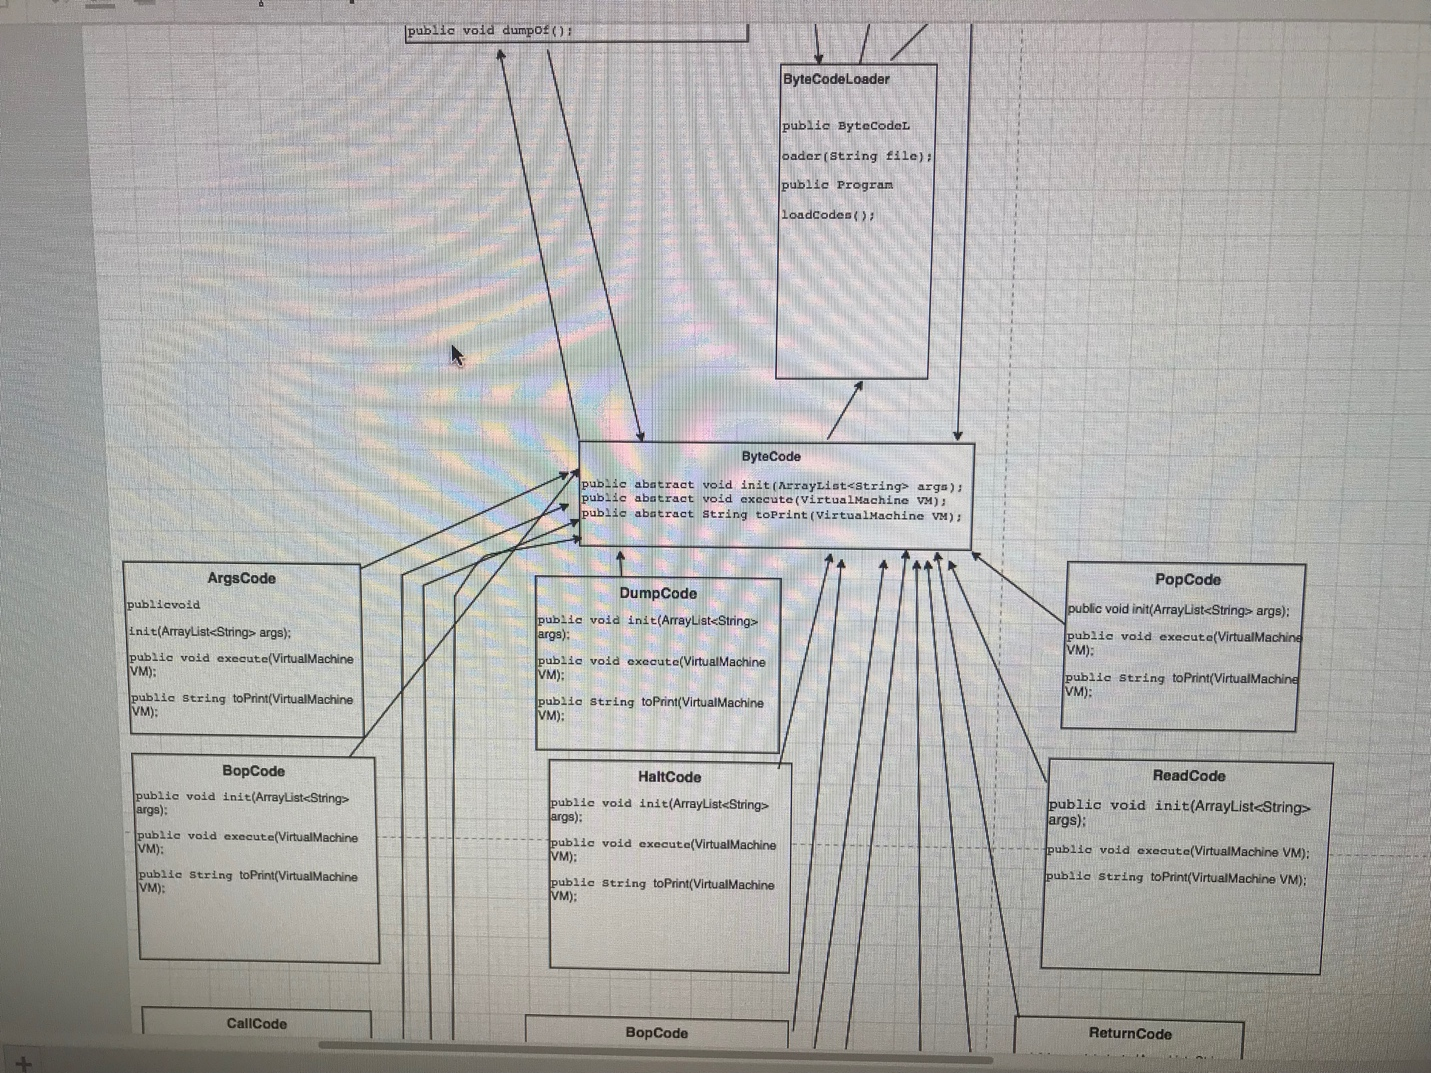 public void dumpOf();
ByteCodeLoader
public ByteCodeL
oader(String file);
public Program
loadCodes();
ByteCode
public abstract void init(ArrayList<String> args);
public abstract void execute(VirtualMachine VM);
public abstract String toPrint(VirtualMachine VM);
ArgsCode
publicvoid
init(ArrayList<String> args);
public void execute(VirtualMachine
VM);
public String toPrint(VirtualMachine
VM);
DumpCode
public void init(ArrayList<String>
args);
public void execute(VirtualMachine
VM);
public String toPrint(VirtualMachine
VM);
PopCode
public void init(ArrayList<String> args);
public void execute(VirtualMachine
VM);
public String toPrint(VirtualMachine
VM);
BopCode
public void init(ArrayList<String>
args);
public void execute(VirtualMachine
VM);
public String toPrint(VirtualMachine
VM);
HaltCode
public void init(ArrayList<String>
args);
public void execute(VirtualMachine
VM);
public String toPrint(VirtualMachine
VM);
ReadCode
public void init(ArrayList<String>
args);
public void execute(VirtualMachine VM);
public String toPrint(VirtualMachine VM);
CallCode
BopCode
ReturnCode